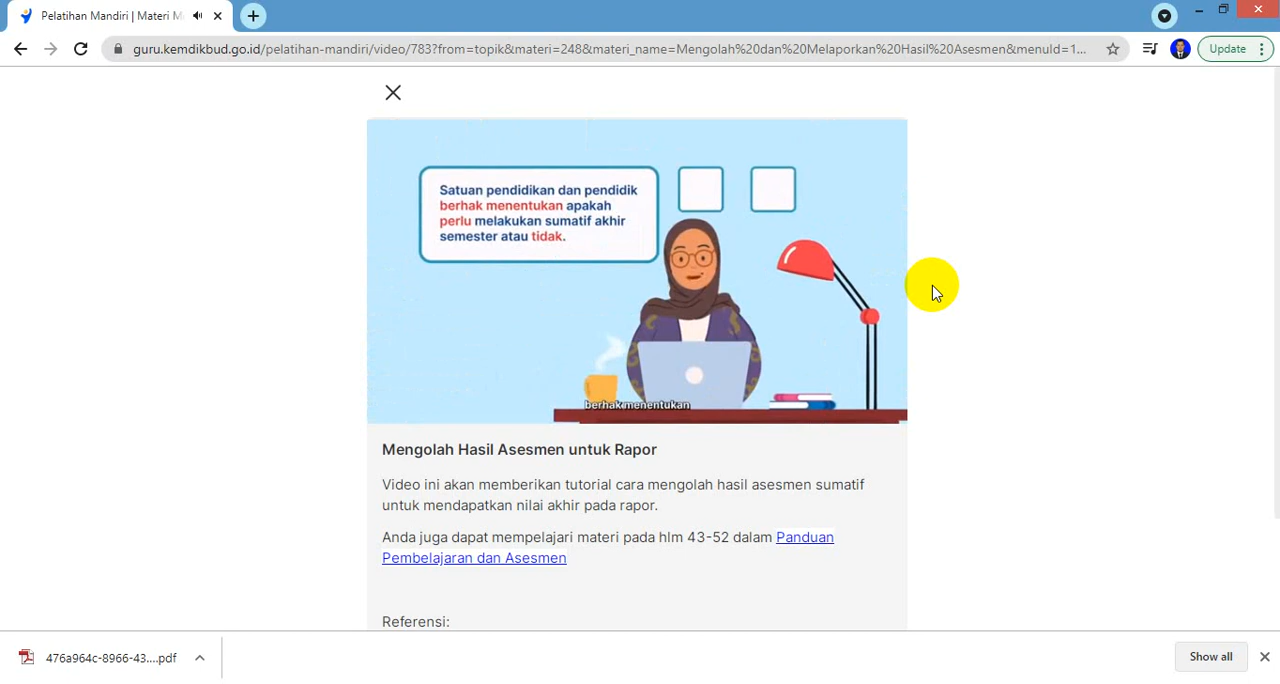 Pelatihan Mandiri | Materi M
guru.kemdikbud.go.id/pelatihan-mandiri/video/783?from=topik&materi=248&materi_name=Mengolah%20dan%20Melaporkan%20Hasil%20Asesmen&menuId=1...
Update
Satuan pendidikan dan pendidik
berhak menentukan apakah
perlu melakukan sumatif akhir
semester atau tidak.
berhak menentukan
Mengolah Hasil Asesmen untuk Rapor
Video ini akan memberikan tutorial cara mengolah hasil asesmen sumatif
untuk mendapatkan nilai akhir pada rapor.
Anda juga dapat mempelajari materi pada hlm 43-52 dalam Panduan
Pembelajaran dan Asesmen
Referensi:
476a964c-8966-43....pdf
Show all